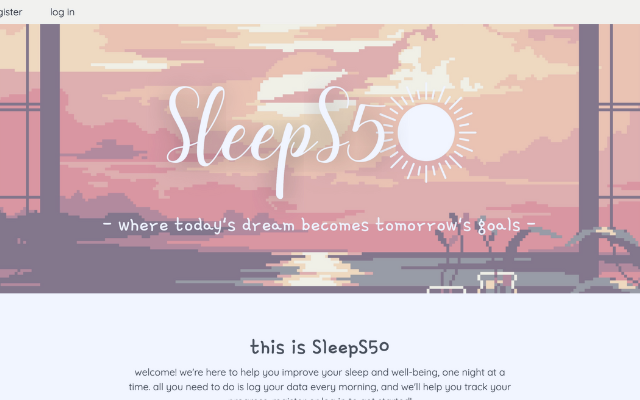 log in
SleepS50
- where today's dream becomes tomorrow's goals -
this is SleepS50
welcome! we're here to help you improve your sleep and well-being, one night at a
time. all you need to do is log your data every morning, and we'll help you track your